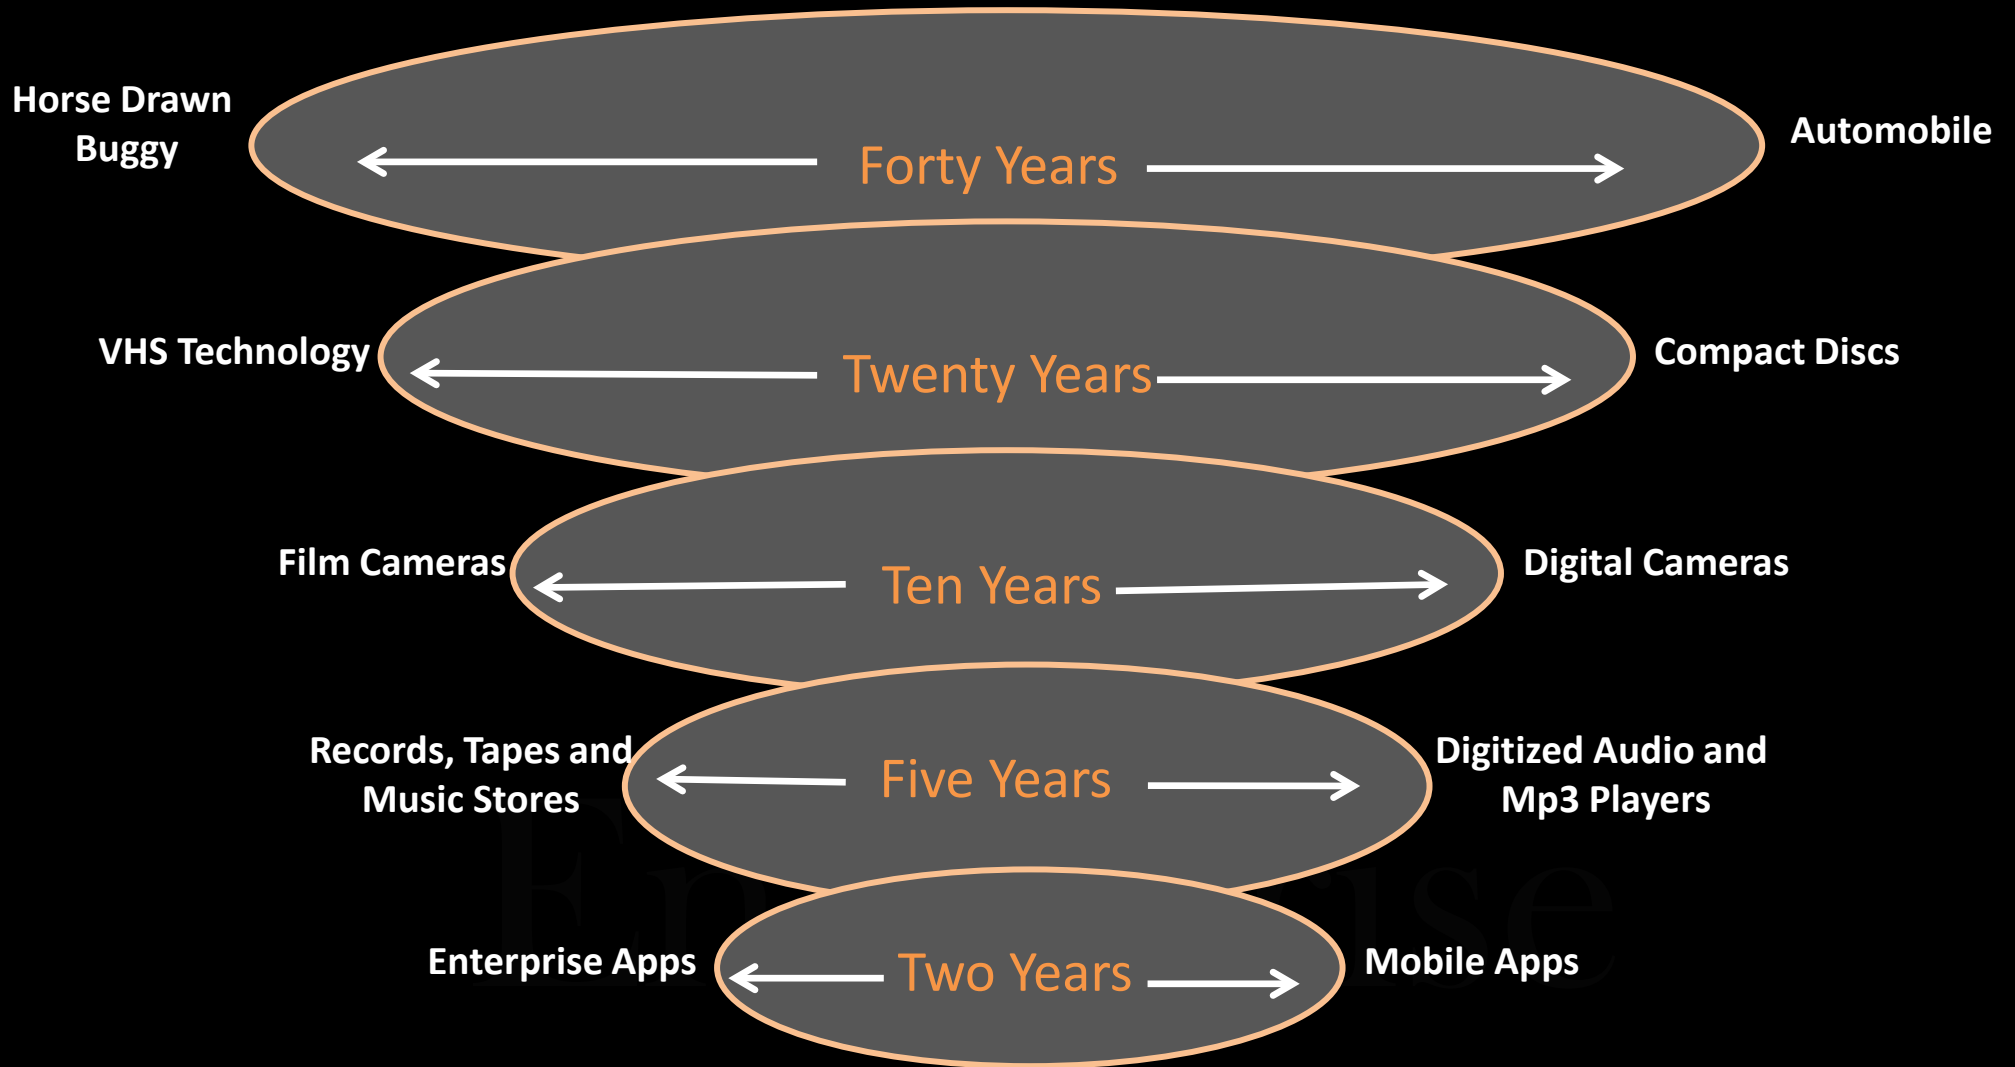 Horse Drawn
Buggy
Forty Years
Automobile
VHS Technology
Twenty Years
Compact Discs
Film Cameras
Ten Years
Digital Cameras
Records, Tapes and
Music Stores
Five Years
Digitized Audio and
Mp3 Players
Enterprise Apps
Two Years
Mobile Apps